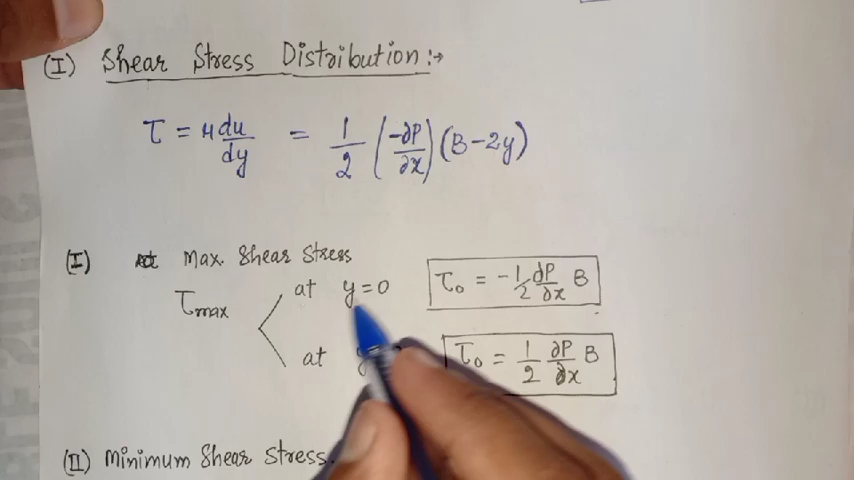 (I) Shear Stress Distribution:→
τ = μ du/dy = 1/2 (-∂P/∂x) (B-2y)
(I) Max. Shear Stress
τmax at y=0 τ₀ = -1/2 ∂P/∂x B
at τ₀ = 1/2 ∂P/∂x B
(II) Minimum Shear Stress.